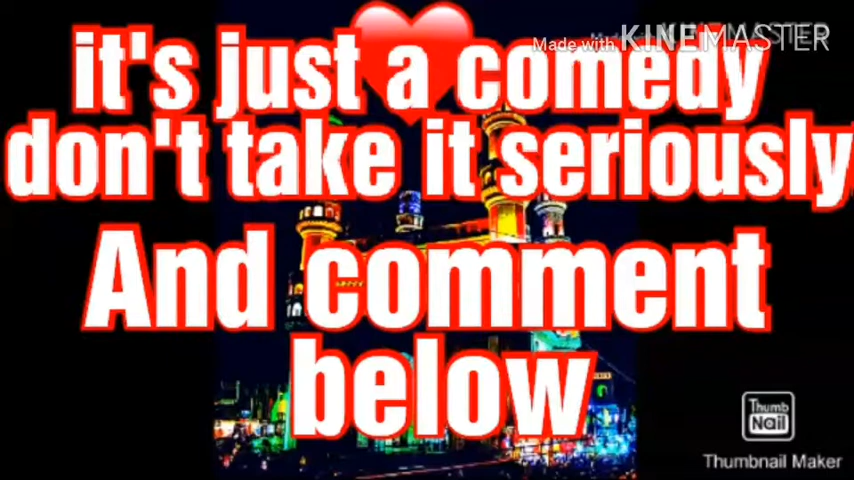 Made with KINEMASTER
it's just a comedy
don't take it seriously
And comment
below
Thumb
Nail
Thumbnail Maker